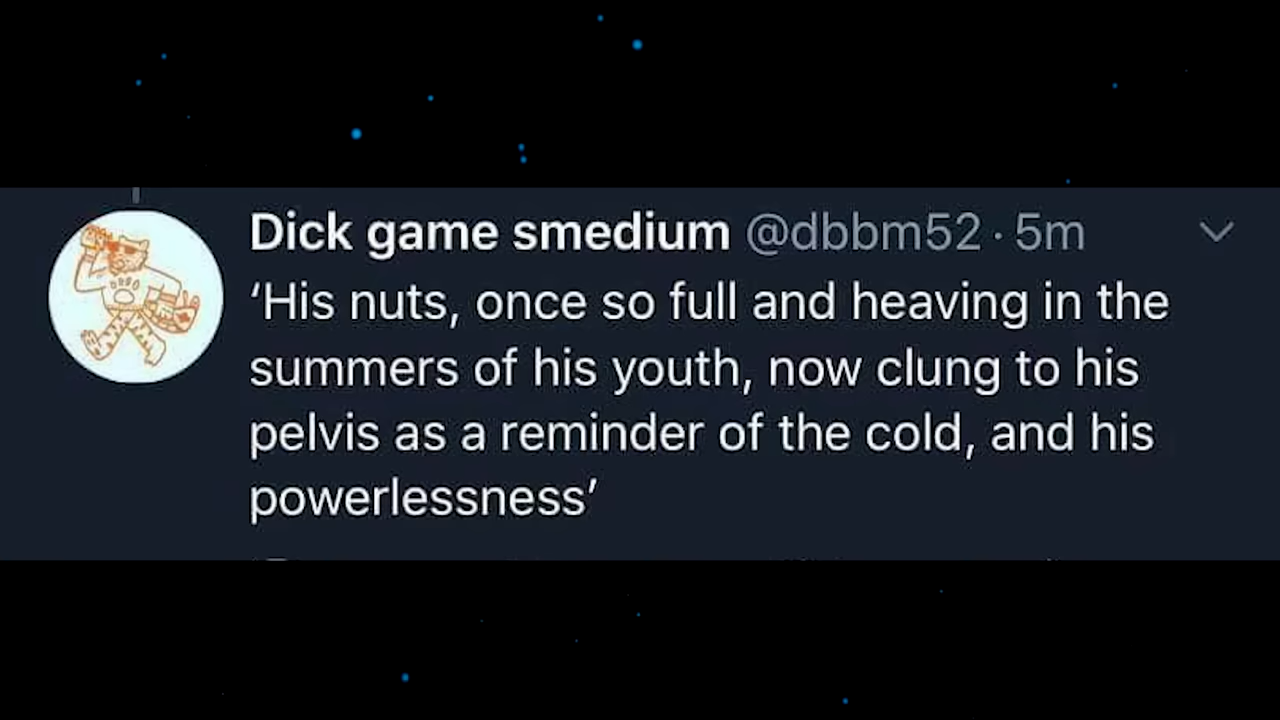 Dick game smedium @dbbm52 · 5m
‘His nuts, once so full and heaving in the
summers of his youth, now clung to his
pelvis as a reminder of the cold, and his
powerlessness’